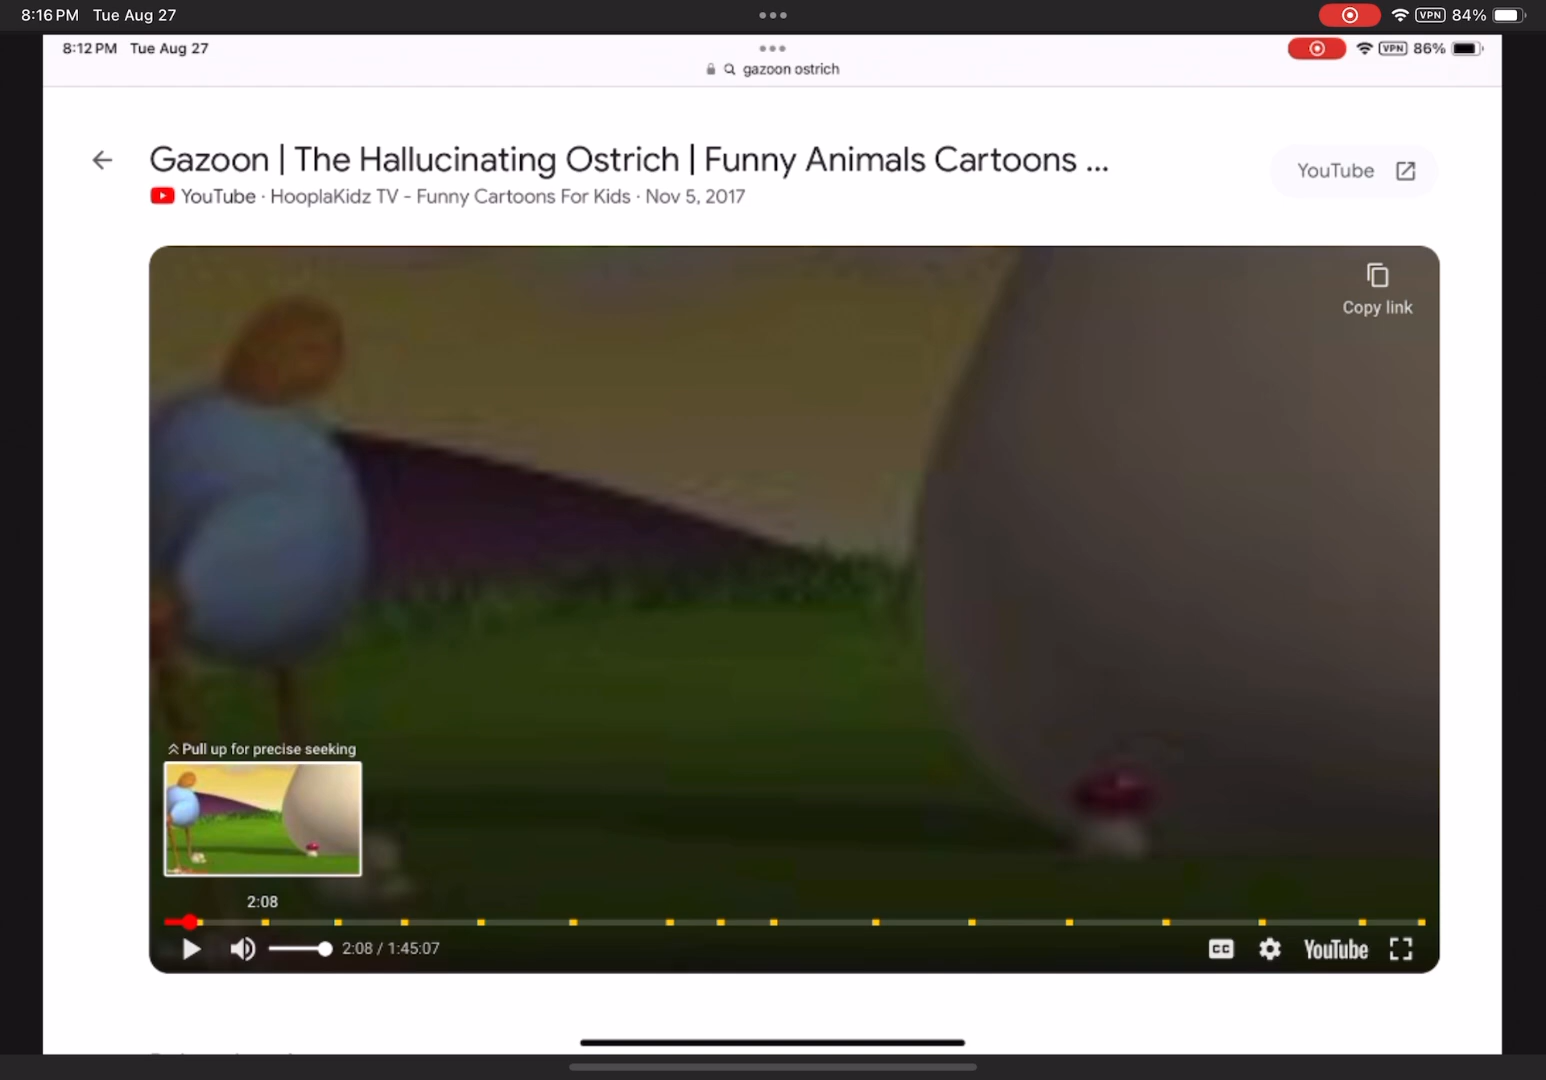 8:16 PM Tue Aug 27
VPN 84%
8:12 PM Tue Aug 27
VPN 86%
gazoon ostrich
Gazoon | The Hallucinating Ostrich | Funny Animals Cartoons ...
YouTube
YouTube · HooplaKidz TV - Funny Cartoons For Kids · Nov 5, 2017
Copy link
Pull up for precise seeking
2:08
2:08 / 1:45:07
CC
YouTube